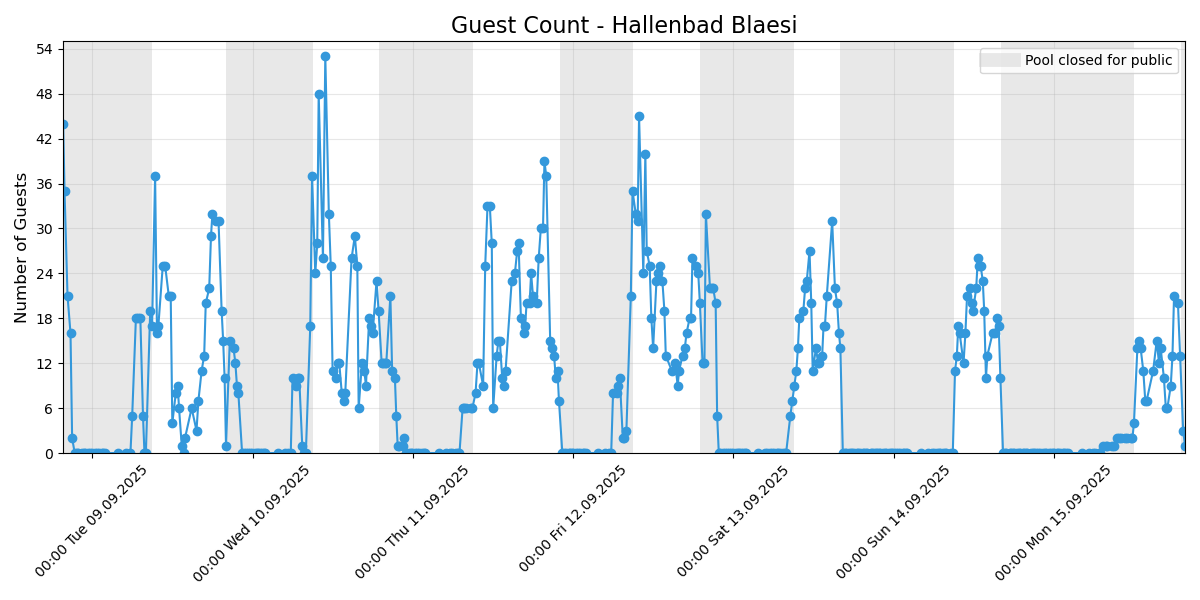 Guest Count - Hallenbad Blaesi
Pool closed for public
Number of Guests
54
48
42
36
30
24
18
12
6
0
00:00 Tue 09.09.2025
00:00 Wed 10.09.2025
00:00 Thu 11.09.2025
00:00 Fri 12.09.2025
00:00 Sat 13.09.2025
00:00 Sun 14.09.2025
00:00 Mon 15.09.2025